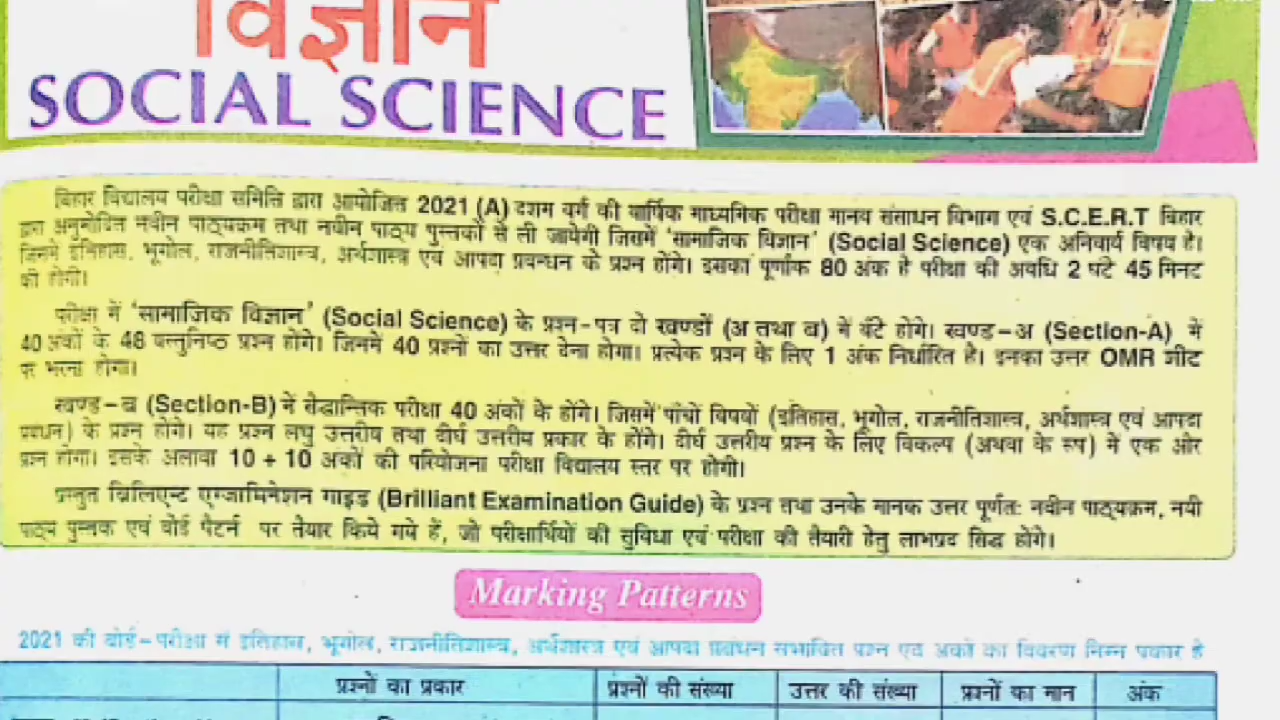 विज्ञान
SOCIAL SCIENCE
बिहार विद्यालय परीक्षा समिति द्वारा आयोजित 2021 (A) दशम वर्ग की वार्षिक माध्यमिक परीक्षा मानव संसाधन विभाग एवं S.C.E.R.T बिहार
द्वारा अनुमोदित नवीन पाठ्यक्रम तथा नवीन पाठ्य पुस्तकों से ली जायेगी जिसमें 'सामाजिक विज्ञान' (Social Science) एक अनिवार्य विषय है।
जिनमें इतिहास, भूगोल, राजनीतिशास्त्र, अर्थशास्त्र एवं आपदा प्रबन्धन के प्रश्न होंगे। इसका पूर्णांक 80 अंक है परीक्षा की अवधि 2 घंटे 45 मिनट
की होगी।
परीक्षा में 'सामाजिक विज्ञान' (Social Science) के प्रश्न-पत्र दो खण्डों (अ तथा ब) में बँटे होंगे। खण्ड-अ (Section-A) में
40 अंकों के 48 वस्तुनिष्ठ प्रश्न होंगे। जिनमें 40 प्रश्नों का उत्तर देना होगा। प्रत्येक प्रश्न के लिए 1 अंक निर्धारित है। इनका उत्तर OMR शीट
पर भरना होगा।
खण्ड-ब (Section-B) में सैद्धान्तिक परीक्षा 40 अंकों के होंगे। जिसमें पाँचों विषयों (इतिहास, भूगोल, राजनीतिशास्त्र, अर्थशास्त्र एवं आपदा
प्रबंधन) के प्रश्न होंगे। यह प्रश्न लघु उत्तरीय तथा दीर्घ उत्तरीय प्रकार के होंगे। दीर्घ उत्तरीय प्रश्न के लिए विकल्प (अथवा के रूप) में एक ओर
प्रश्न होगा। इसके अलावा 10 + 10 अंकों की परियोजना परीक्षा विद्यालय स्तर पर होगी।
प्रस्तुत ब्रिलिएन्ट एग्जामिनेशन गाइड (Brilliant Examination Guide) के प्रश्न तथा उनके मानक उत्तर पूर्णतः नवीन पाठ्यक्रम, नयी
पाठ्य पुस्तक एवं बोर्ड पैटर्न पर तैयार किये गये हैं, जो परीक्षार्थियों की सुविधा एवं परीक्षा की तैयारी हेतु लाभप्रद सिद्ध होंगे।
Marking Patterns
2021 की बोर्ड-परीक्षा में इतिहास, भूगोल, राजनीतिशास्त्र, अर्थशास्त्र एवं आपदा प्रबंधन संभावित प्रश्न एवं अंकों का विवरण निम्न प्रकार है
प्रश्नों का प्रकार प्रश्नों की संख्या उत्तर की संख्या प्रश्नों का मान अंक